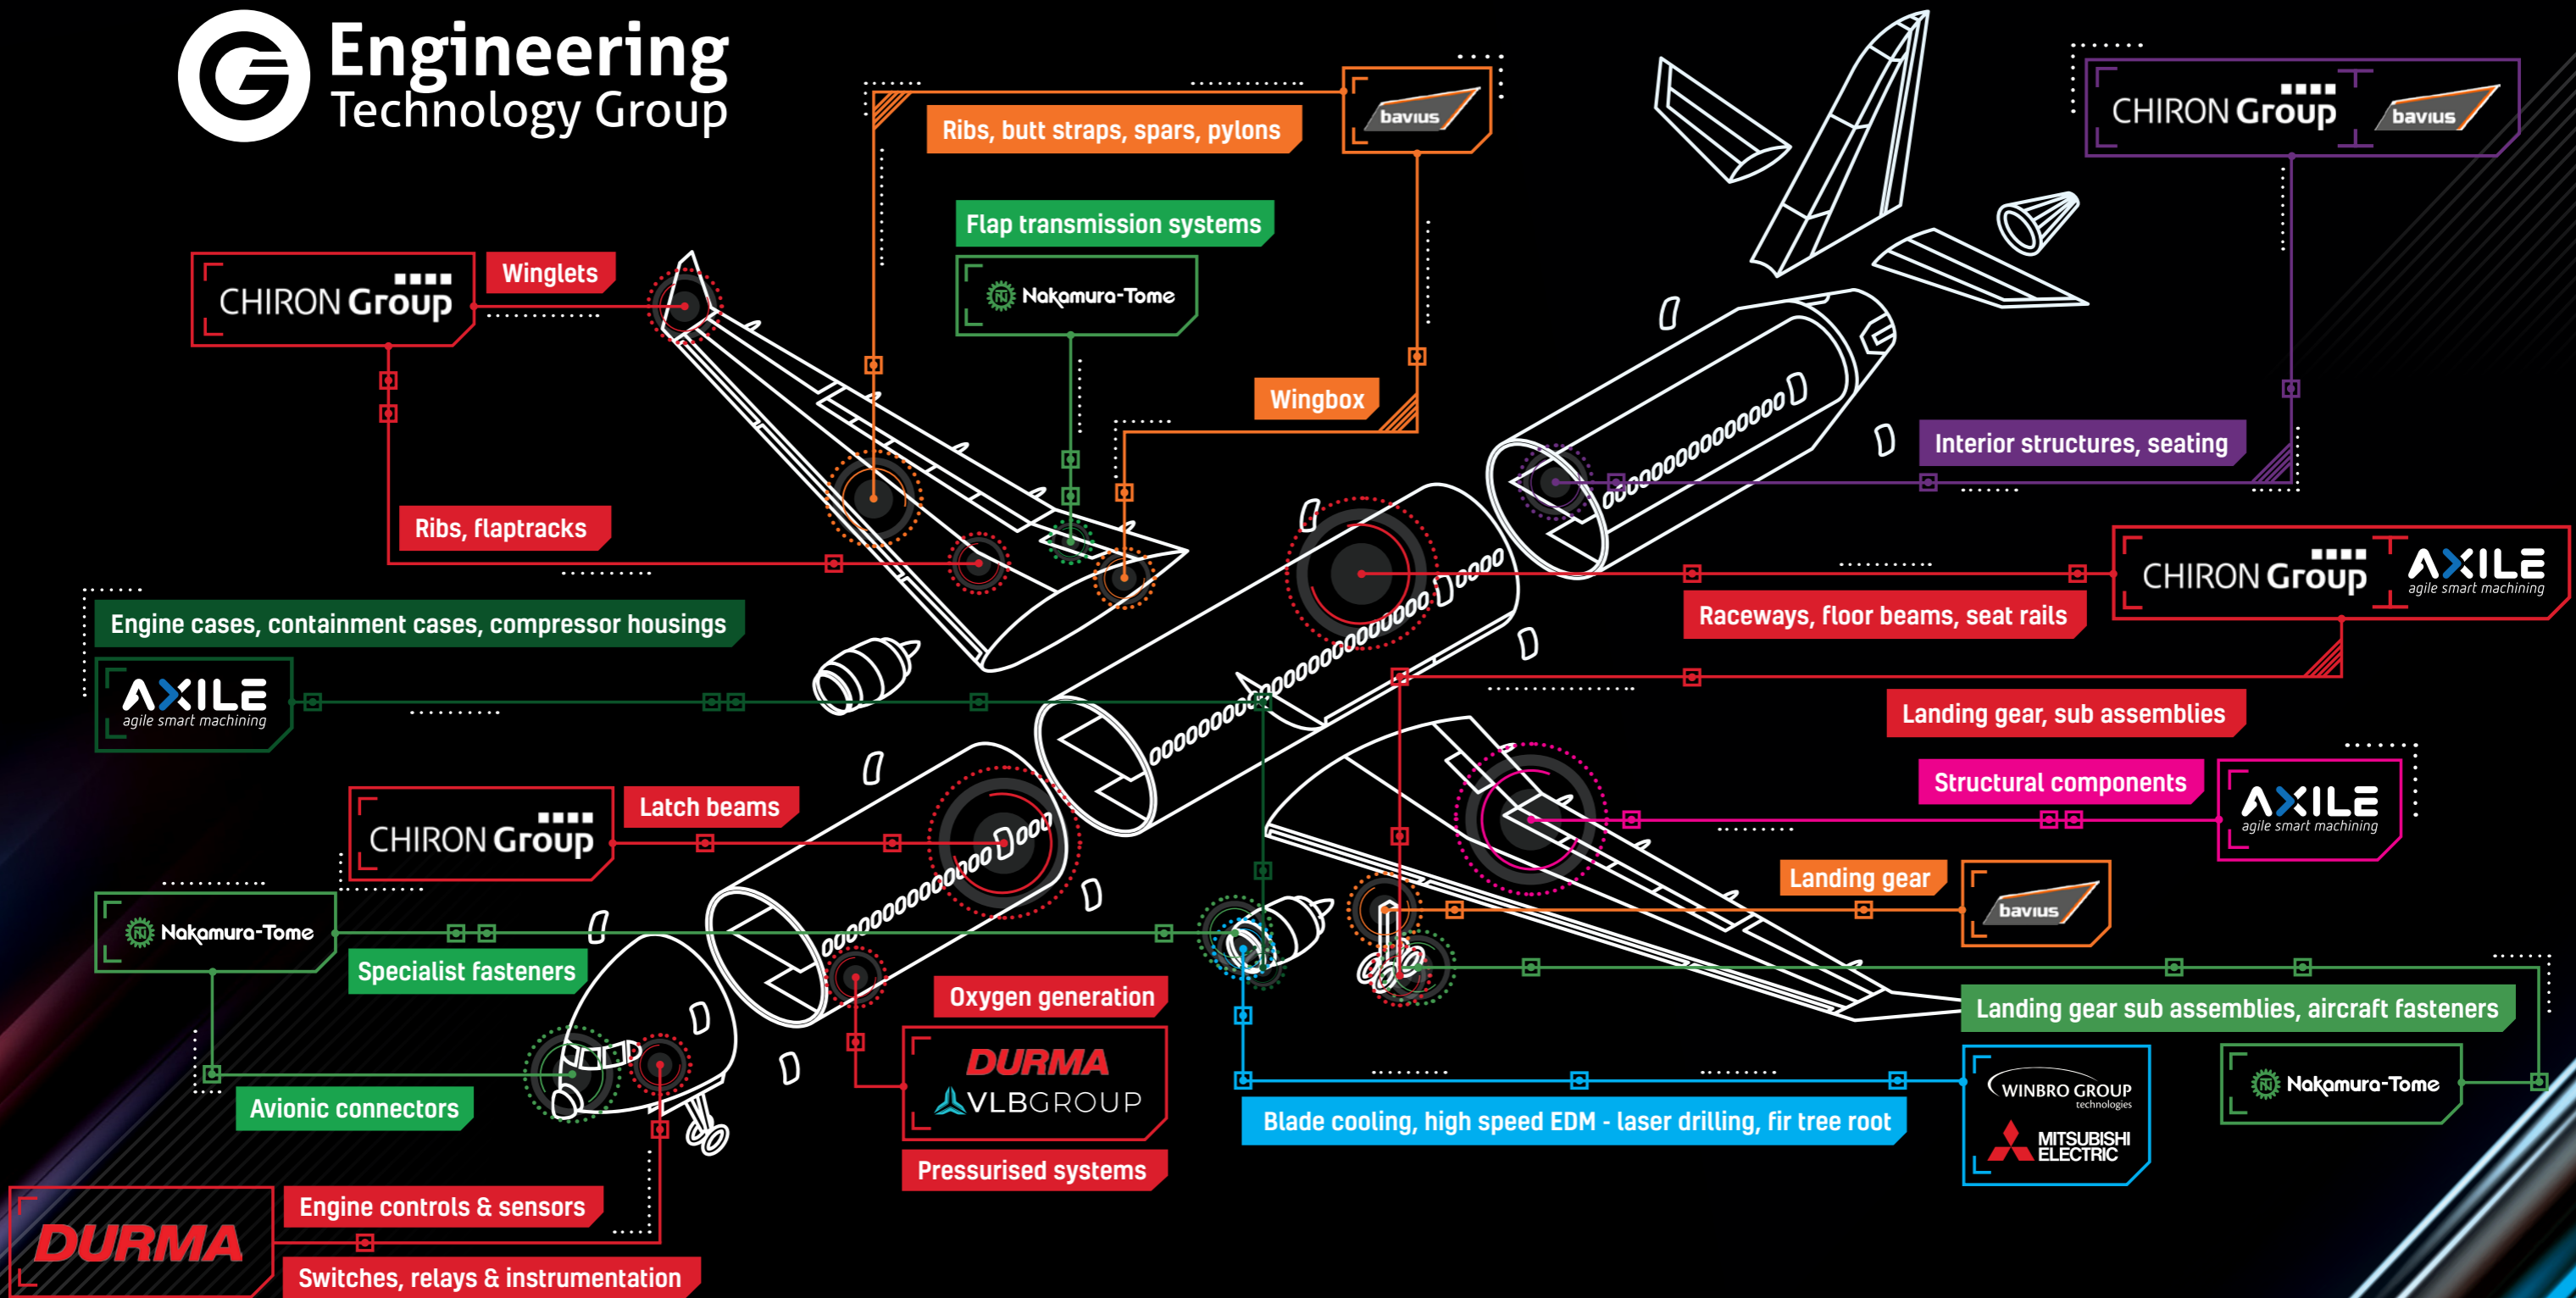 Engineering
Technology Group
bavius
Ribs, butt straps, spars, pylons
CHIRON Group
bavius
Flap transmission systems
Nakamura-Tome
CHIRON Group
Winglets
Wingbox
Interior structures, seating
Ribs, flaptracks
CHIRON Group
AXILE
agile smart machining
Raceways, floor beams, seat rails
Engine cases, containment cases, compressor housings
AXILE
agile smart machining
Landing gear, sub assemblies
Structural components
AXILE
agile smart machining
CHIRON Group
Latch beams
Landing gear
bavius
Nakamura-Tome
Specialist fasteners
Oxygen generation
DURMA
VLBGROUP
Pressurised systems
Landing gear sub assemblies, aircraft fasteners
Nakamura-Tome
Avionic connectors
Blade cooling, high speed EDM - laser drilling, fir tree root
WINBRO GROUP
technologies
MITSUBISHI
ELECTRIC
Engine controls & sensors
DURMA
Switches, relays & instrumentation